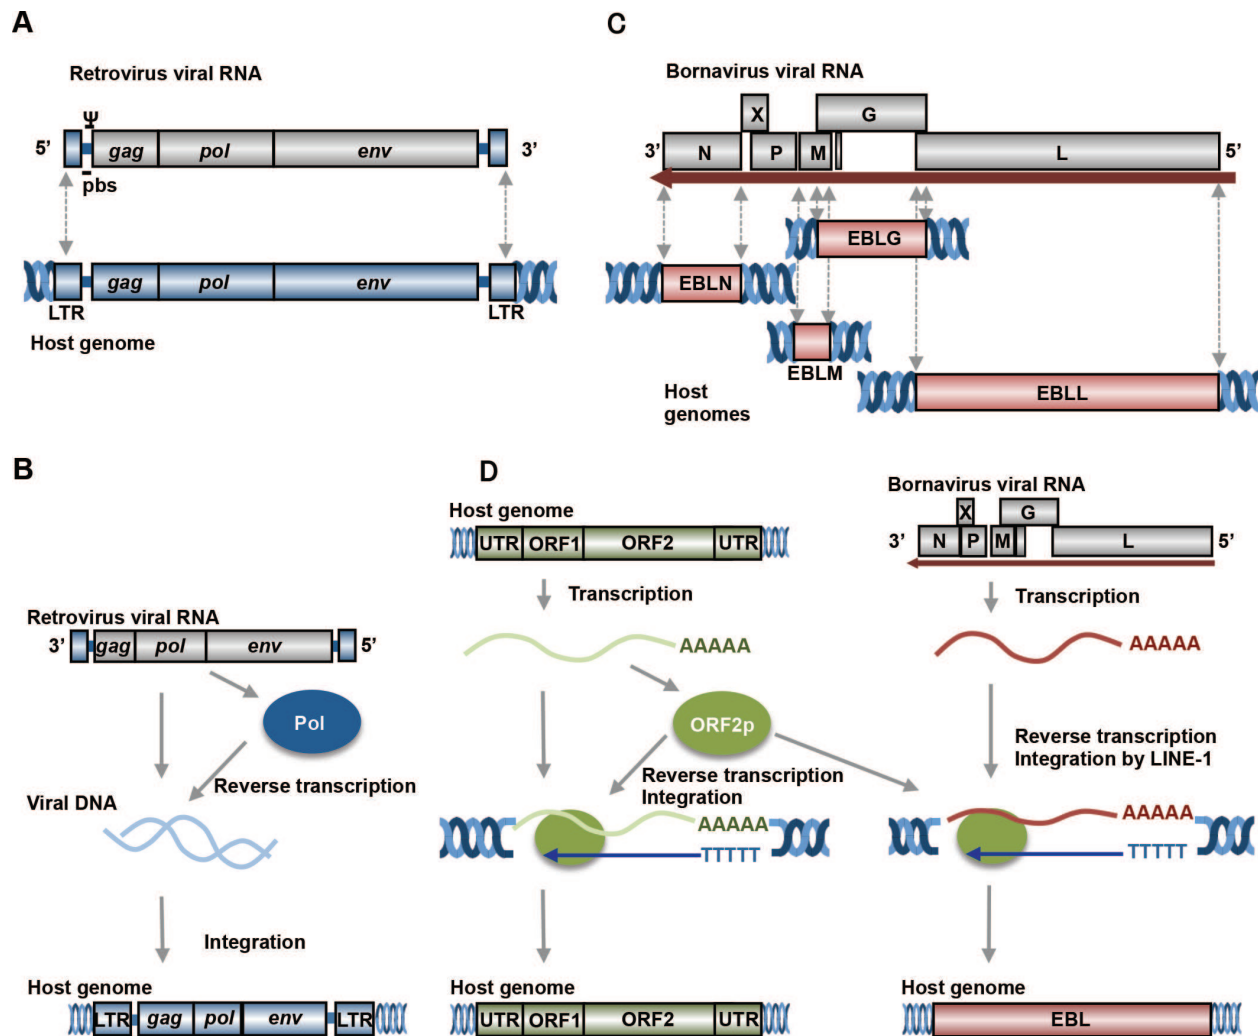 A
Retrovirus viral RNA
Ψ
5’ gag pol env 3’
pbs
gag pol env
LTR LTR
Host genome
C
Bornavirus viral RNA
X G
3’ N P M L 5’
EBLG
EBLN
EBLM
EBLL
Host
genomes
B
Retrovirus viral RNA
3’ gag pol env 5’
Pol
Reverse transcription
Viral DNA
Integration
Host genome
LTR gag pol env LTR
D
Host genome
UTR ORF1 ORF2 UTR
Transcription
AAAAA
ORF2p
Reverse transcription
Integration
AAAAA
TTTTT
Host genome
UTR ORF1 ORF2 UTR
Bornavirus viral RNA
X G
3’ N P M L 5’
Transcription
AAAAA
Reverse transcription
Integration by LINE-1
AAAAA
TTTTT
Host genome
EBL